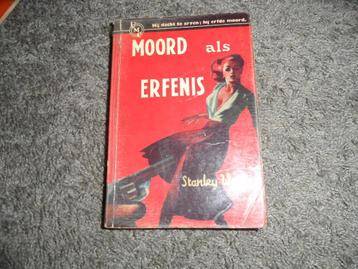 Hij dacht te erven; hij erfde moord.
MOORD als
ERFENIS
Stanley